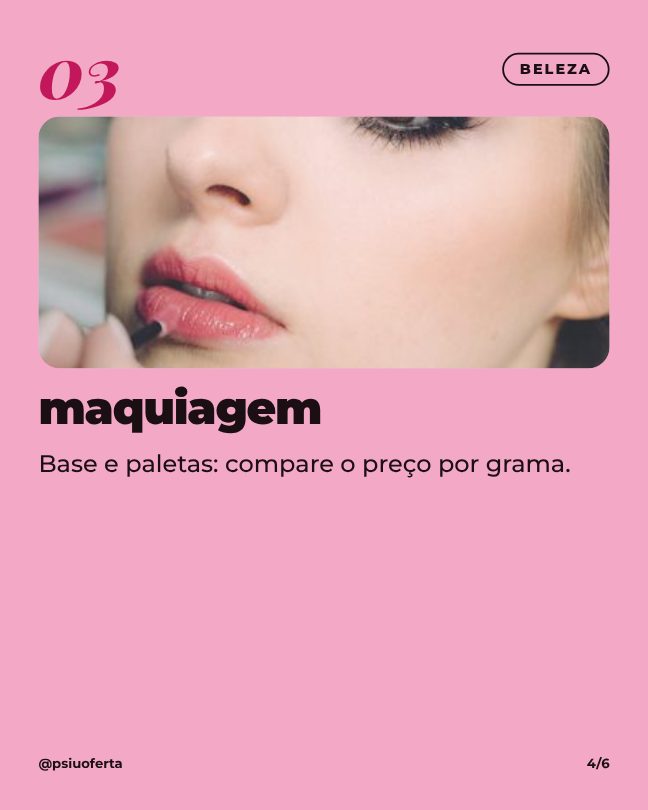 03
BELEZA
maquiagem
Base e paletas: compare o preço por grama.
@psiuoferta
4/6